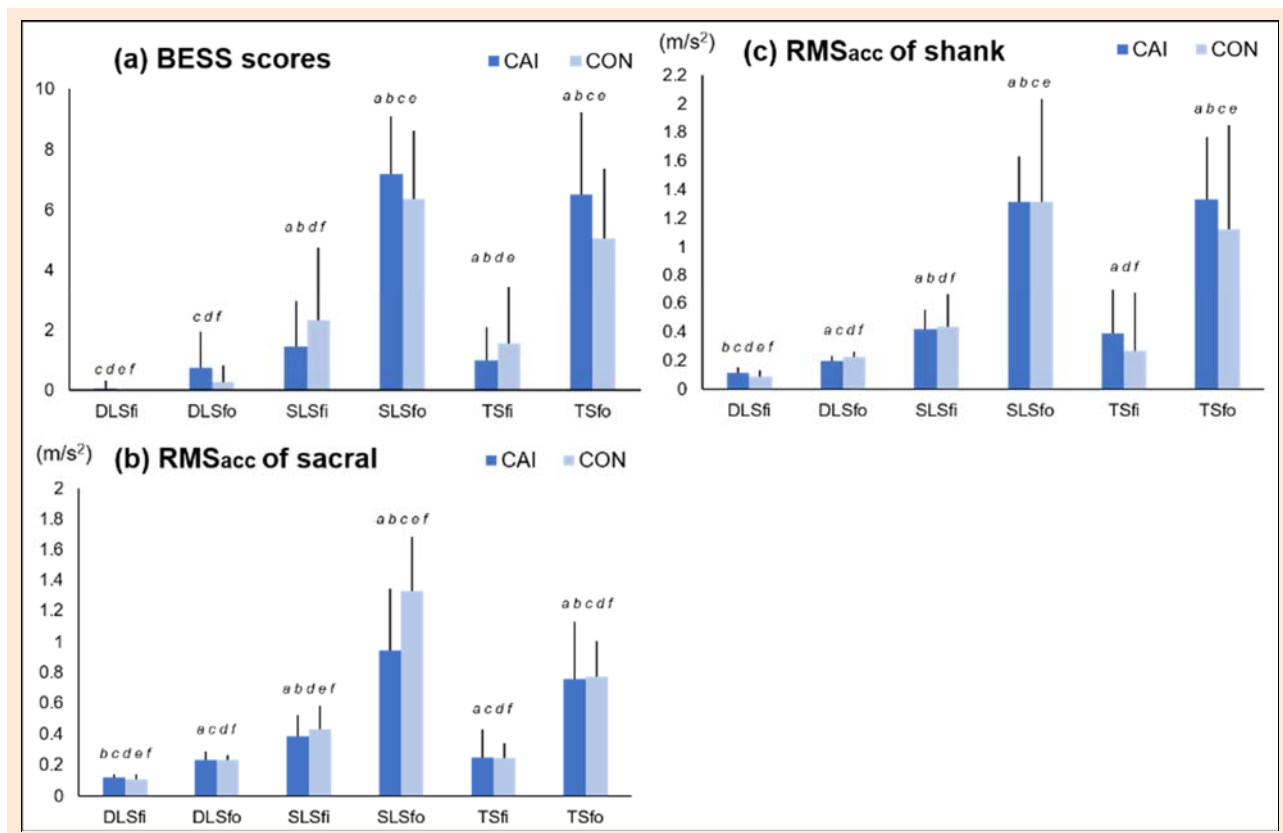 (a) BESS scores
CAI CON
10
8
6
4
2
0
c d e f
c d f
a b d f
a b c e
a b d e
a b c e
DLSfi DLSfo SLSfi SLSfo TSfi TSfo
(m/s²)
(b) RMSacc of sacral
CAI CON
2
1.8
1.6
1.4
1.2
1
0.8
0.6
0.4
0.2
0
b c d e f
a c d f
a b d e f
a b c e f
a c d f
a b c d f
DLSfi DLSfo SLSfi SLSfo TSfi TSfo
(m/s²)
(c) RMSacc of shank
CAI CON
2.2
2
1.8
1.6
1.4
1.2
1
0.8
0.6
0.4
0.2
0
b c d e f
a c d f
a b d f
a b c e
a d f
a b c e
DLSfi DLSfo SLSfi SLSfo TSfi TSfo